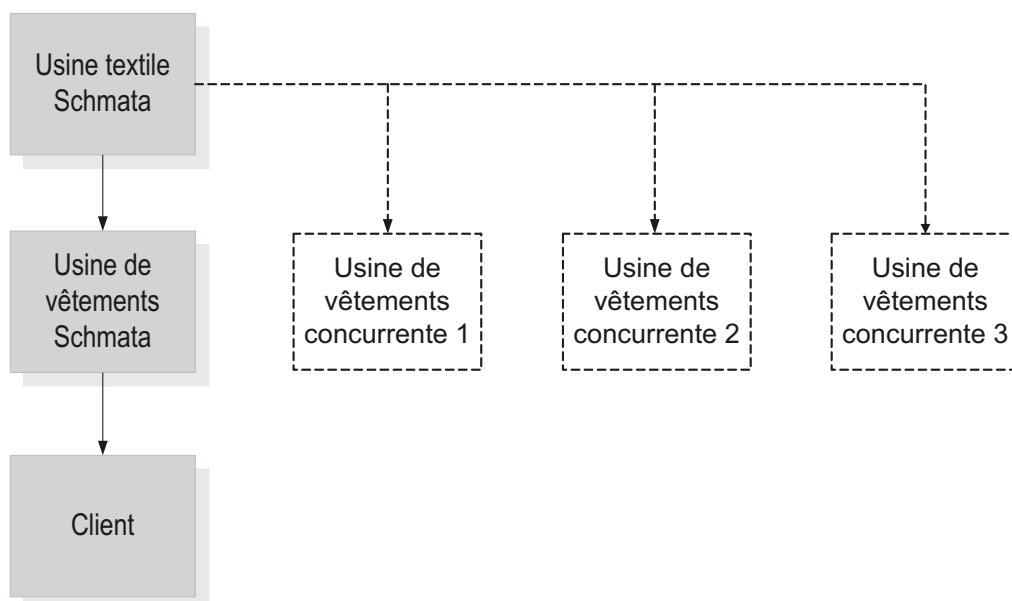 Usine textile
Schmata
Usine de
vêtements
Schmata
Usine de
vêtements
concurrente 1
Usine de
vêtements
concurrente 2
Usine de
vêtements
concurrente 3
Client